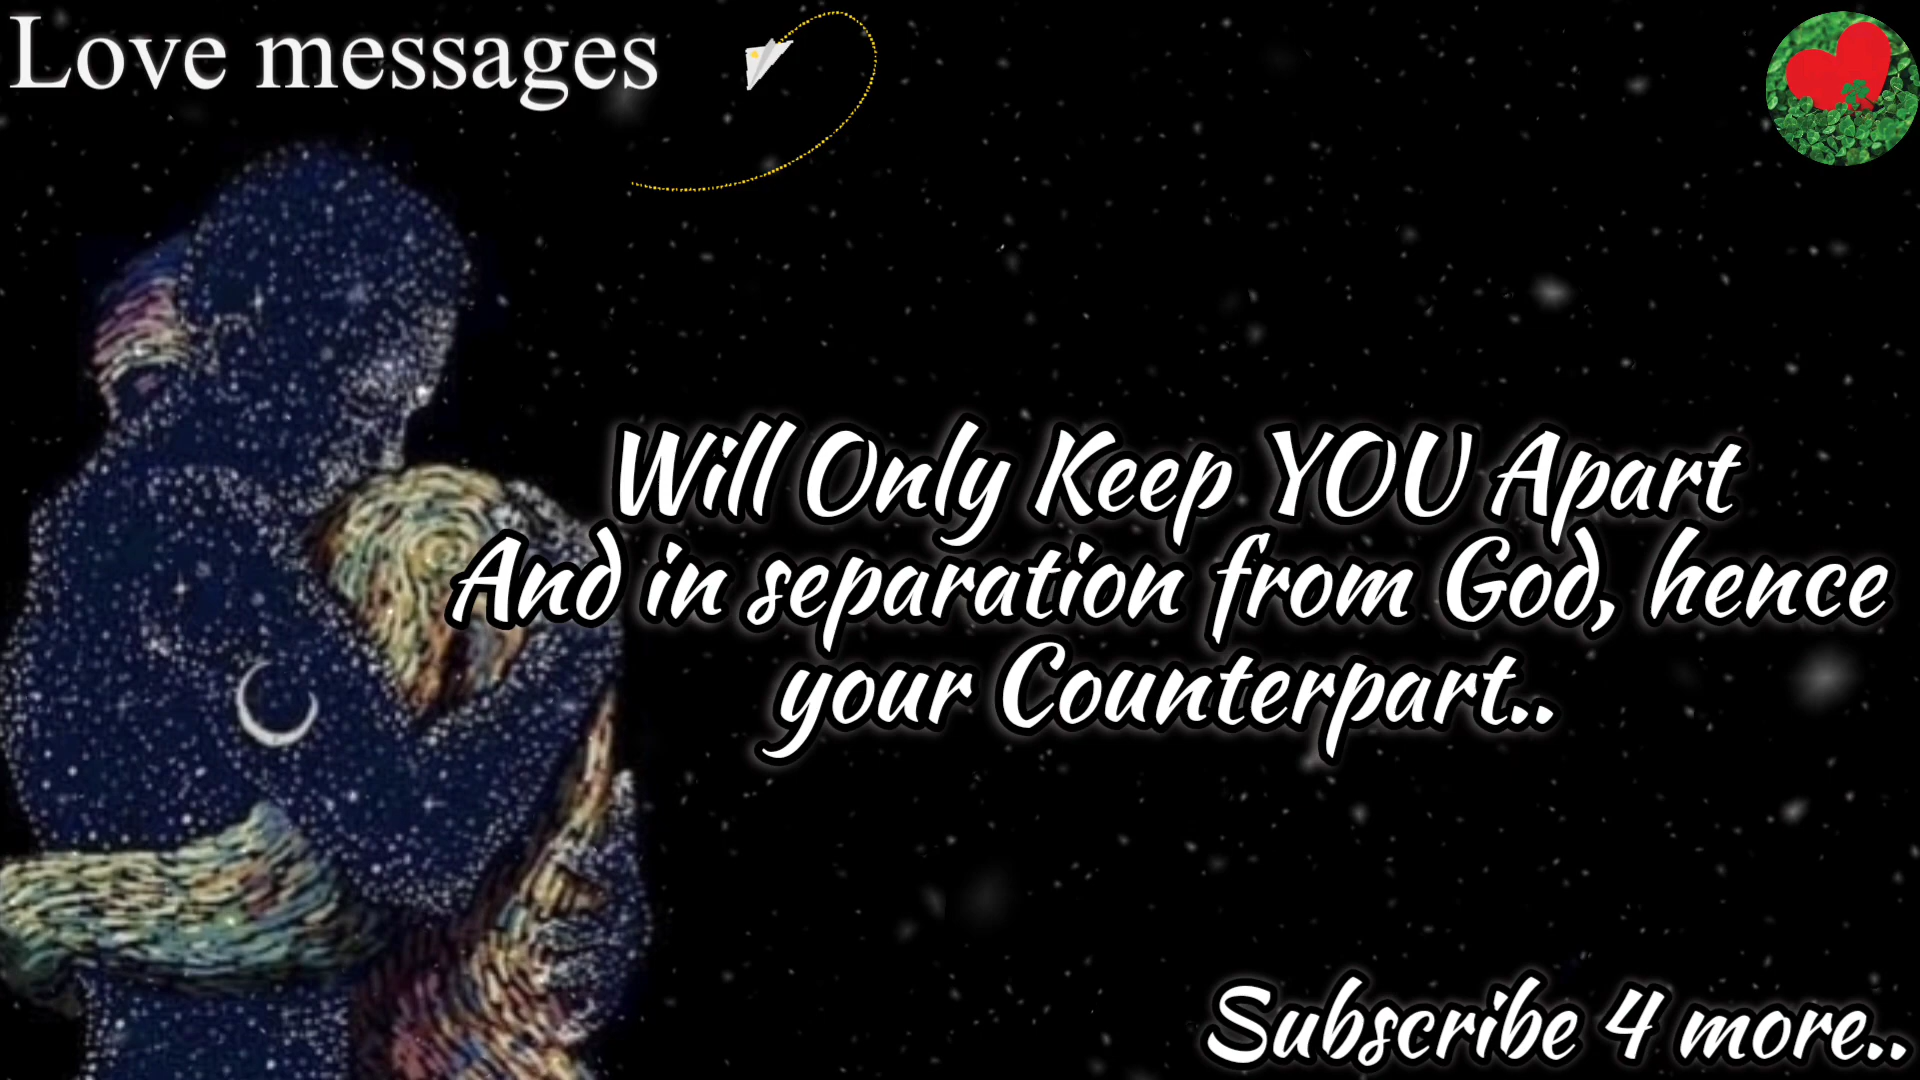 Love messages
Will Only Keep YOU Apart
And in separation from God, hence
your Counterpart..
Subscribe 4 more..